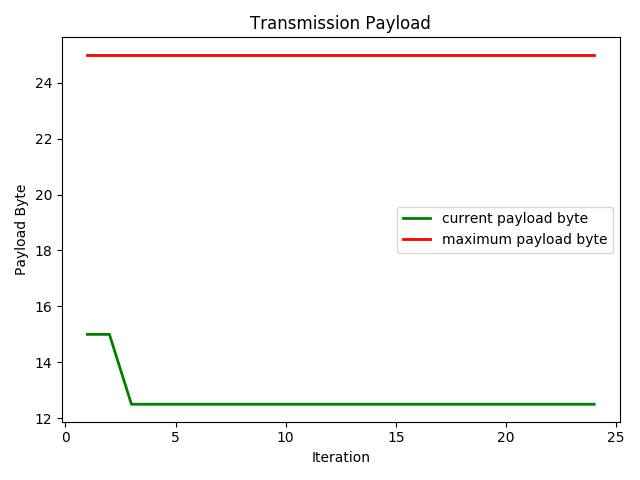 Transmission Payload
Payload Byte
24
22
20
18
16
14
12
current payload byte
maximum payload byte
0
5
10
15
20
25
Iteration